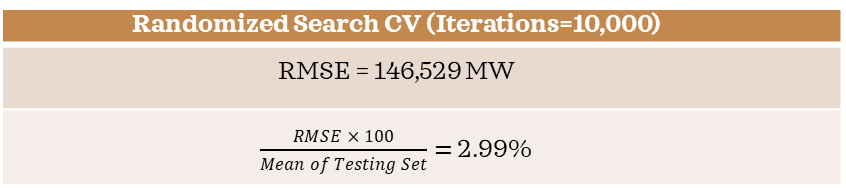 Randomized Search CV (Iterations=10,000)
RMSE = 146,529 MW
RMSE × 100
Mean of Testing Set = 2.99%